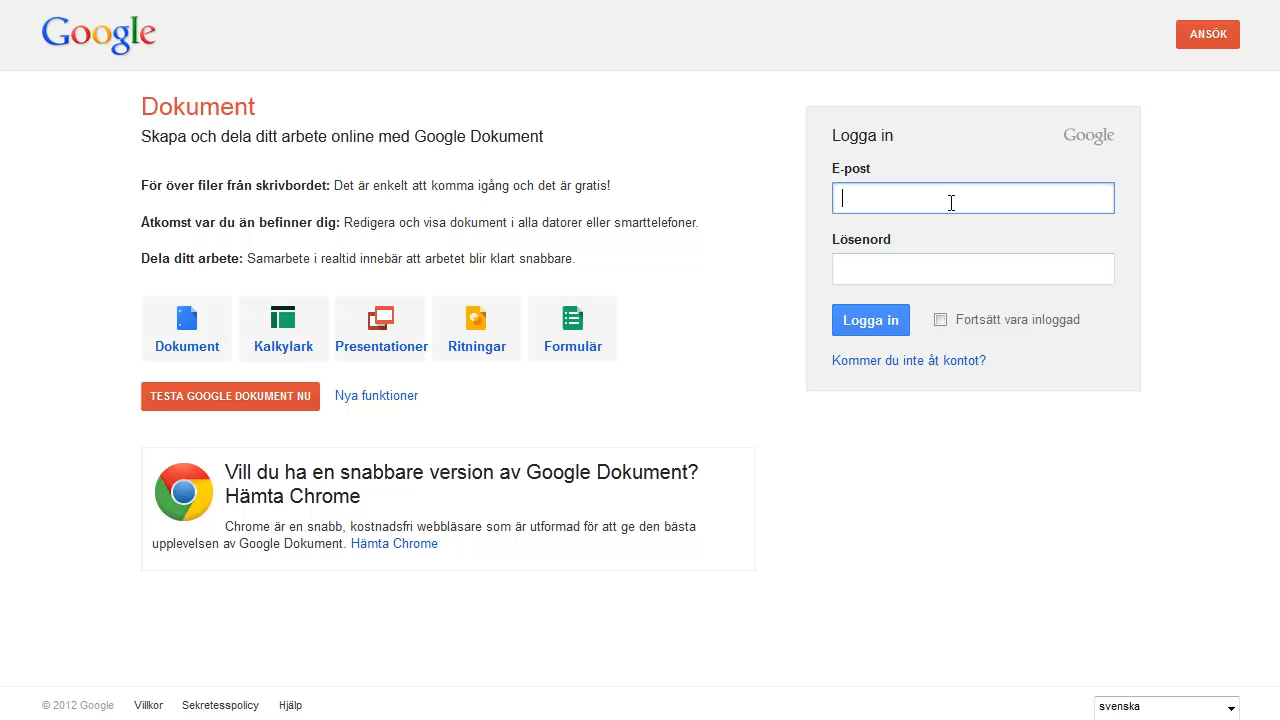 Google
ANSÖK
Dokument
Skapa och dela ditt arbete online med Google Dokument
För över filer från skrivbordet: Det är enkelt att komma igång och det är gratis!
Åtkomst var du än befinner dig: Redigera och visa dokument i alla datorer eller smarttelefoner.
Dela ditt arbete: Samarbete i realtid innebär att arbetet blir klart snabbare.
Dokument
Kalkylark
Presentationer
Ritningar
Formulär
TESTA GOOGLE DOKUMENT NU
Nya funktioner
Vill du ha en snabbare version av Google Dokument?
Hämta Chrome
Chrome är en snabb, kostnadsfri webbläsare som är utformad för att ge den bästa
upplevelsen av Google Dokument. Hämta Chrome
Logga in
Google
E-post
Lösenord
Logga in
Fortsätt vara inloggad
Kommer du inte åt kontot?
© 2012 Google
Villkor
Sekretesspolicy
Hjälp
svenska